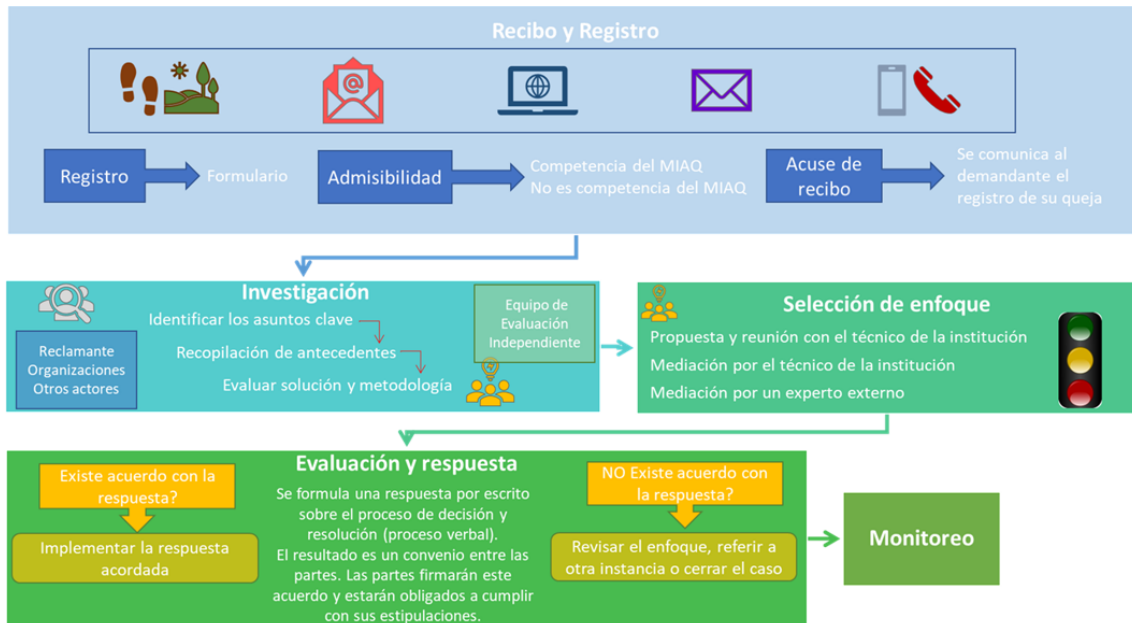 Recibo y Registro
@
Registro
Formulario
Admisibilidad
Competencia del MIAQ
No es competencia del MIAQ
Acuse de
recibo
Se comunica al
demandante el
registro de su queja
Investigación
Identificar los asuntos clave
Recopilación de antecedentes
Evaluar solución y metodología
Reclamante
Organizaciones
Otros actores
Equipo de
Evaluación
Independiente
Selección de enfoque
Propuesta y reunión con el técnico de la institución
Mediación por el técnico de la institución
Mediación por un experto externo
Evaluación y respuesta
Existe acuerdo con la
respuesta?
Implementar la respuesta
acordada
Se formula una respuesta por escrito
sobre el proceso de decisión y
resolución (proceso verbal).
El resultado es un convenio entre las
partes. Las partes firmarán este
acuerdo y estarán obligados a cumplir
con sus estipulaciones.
NO Existe acuerdo con
la respuesta?
Revisar el enfoque, referir a
otra instancia o cerrar el caso
Monitoreo